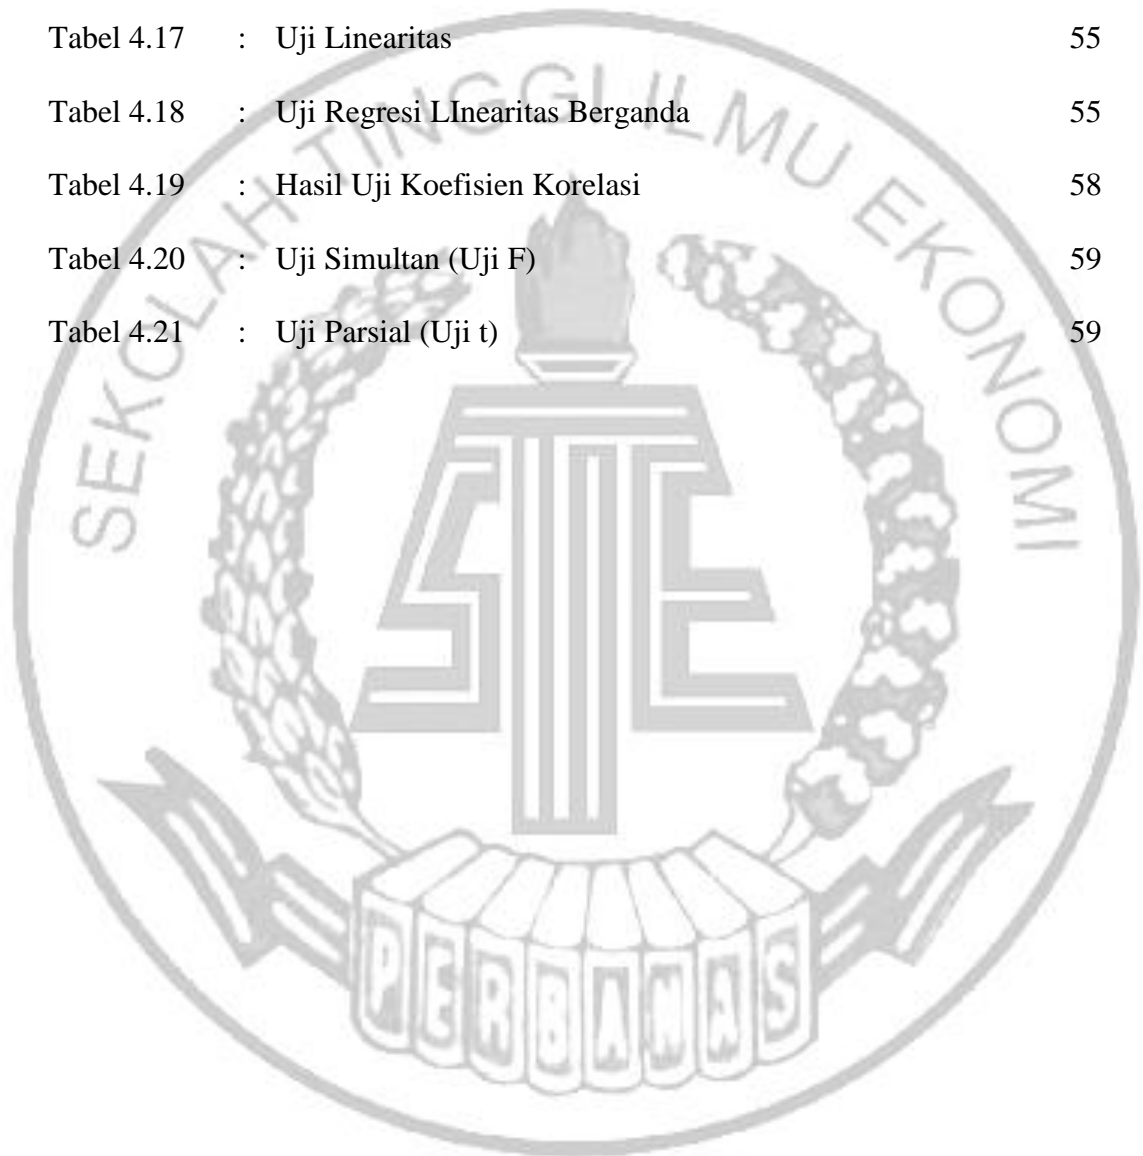 Tabel 4.17 : Uji Linearitas 55
Tabel 4.18 : Uji Regresi LInearitas Berganda 55
Tabel 4.19 : Hasil Uji Koefisien Korelasi 58
Tabel 4.20 : Uji Simultan (Uji F) 59
Tabel 4.21 : Uji Parsial (Uji t) 59
SEKOLAH TINGGI ILMU EKONOMI
STIE
PERBANAS